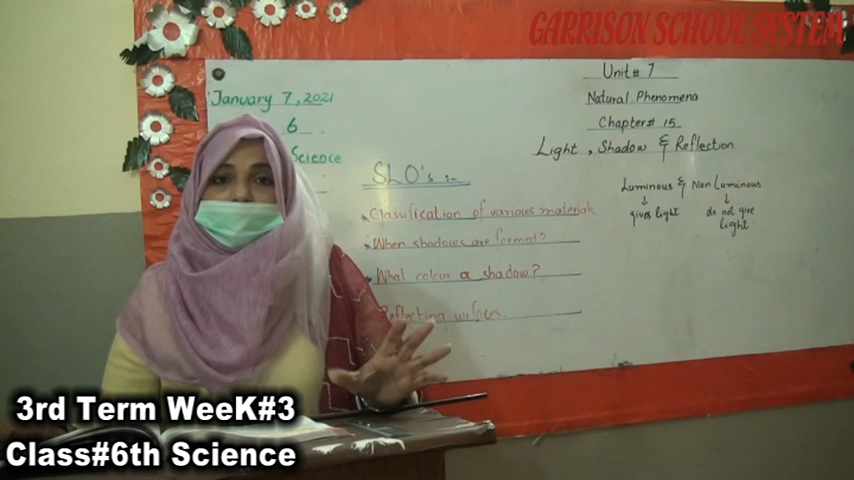 GARRISON SCHOOL SYSTEM
January 7, 2021
6
Science
SLO's :-
Classification of various materials
When shadows are formed?
What colour a shadow?
Reflecting surfaces.
Unit # 7
Natural Phenomena
Chapter # 15
Light, Shadow & Reflection
Luminous & Non Luminous
↓ ↓
gives light do not give
light
3rd Term WeeK#3
Class#6th Science